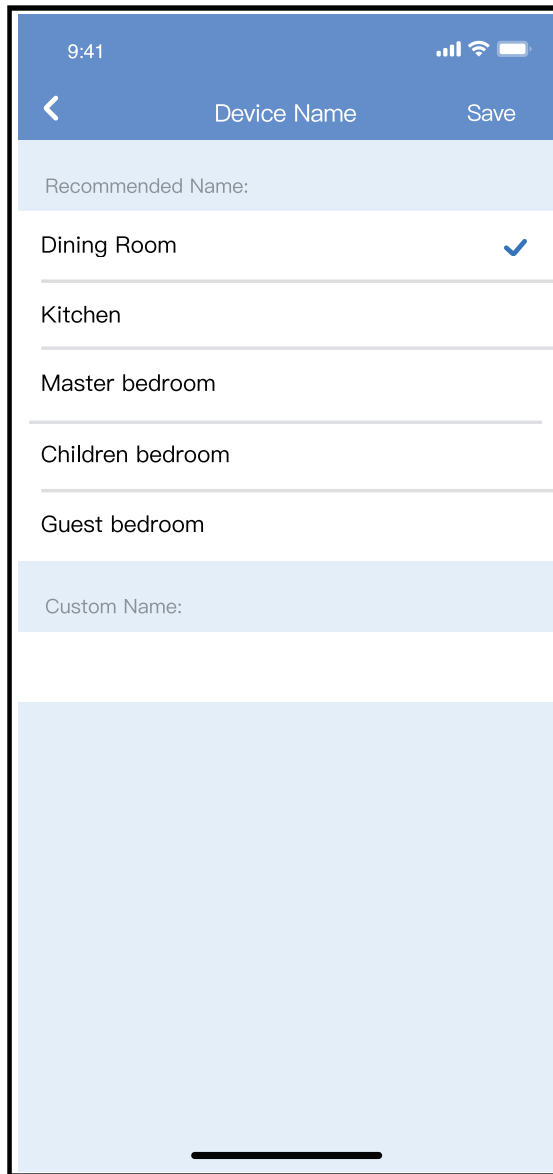 9:41
Device Name Save
Recommended Name:
Dining Room
Kitchen
Master bedroom
Children bedroom
Guest bedroom
Custom Name: